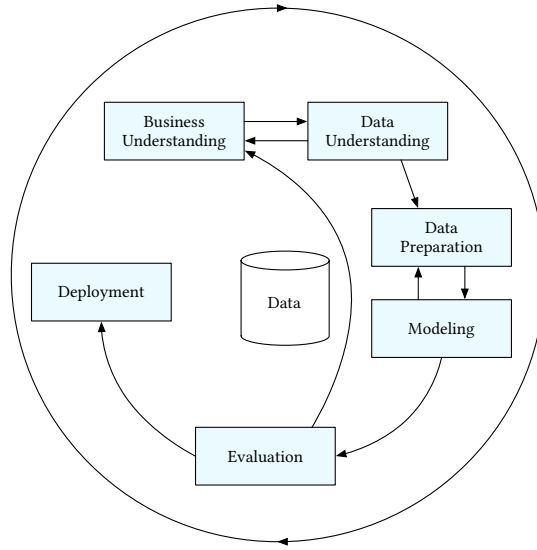 Business
Understanding
Data
Understanding
Data
Preparation
Deployment
Data
Modeling
Evaluation